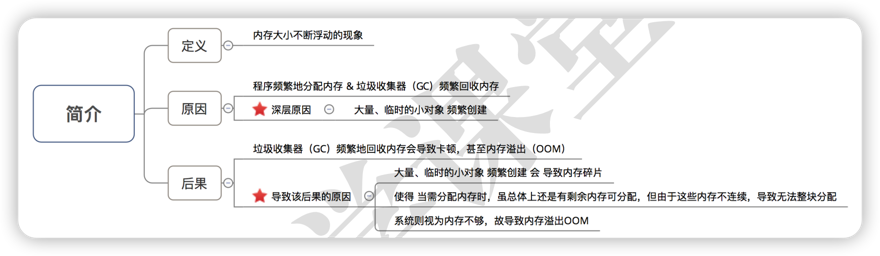 简介
定义
内存大小不断浮动的现象
原因
程序频繁地分配内存 & 垃圾收集器（GC）频繁回收内存
深层原因
大量、临时的小对象 频繁创建
后果
垃圾收集器（GC）频繁地回收内存会导致卡顿，甚至内存溢出（OOM）
导致该后果的原因
大量、临时的小对象 频繁创建 会 导致内存碎片
使得 当需分配内存时，虽总体上还是有剩余内存可分配，但由于这些内存不连续，导致无法整块分配
系统则视为内存不够，故导致内存溢出OOM
学课堂